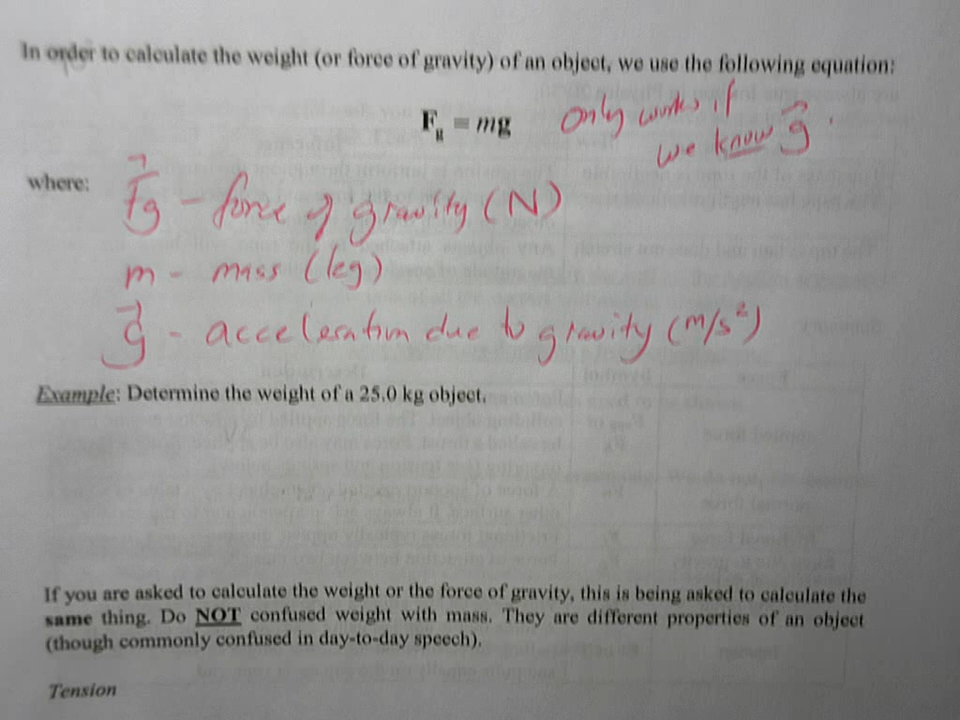 In order to calculate the weight (or force of gravity) of an object, we use the following equation:
Fg = mg only works if
we know g⃗.
where: F⃗g - force of gravity (N)
m - mass (kg)
g⃗ - acceleration due to gravity (m/s²)
Example: Determine the weight of a 25.0 kg object.
If you are asked to calculate the weight or the force of gravity, this is being asked to calculate the
same thing. Do NOT confused weight with mass. They are different properties of an object
(though commonly confused in day-to-day speech).
Tension